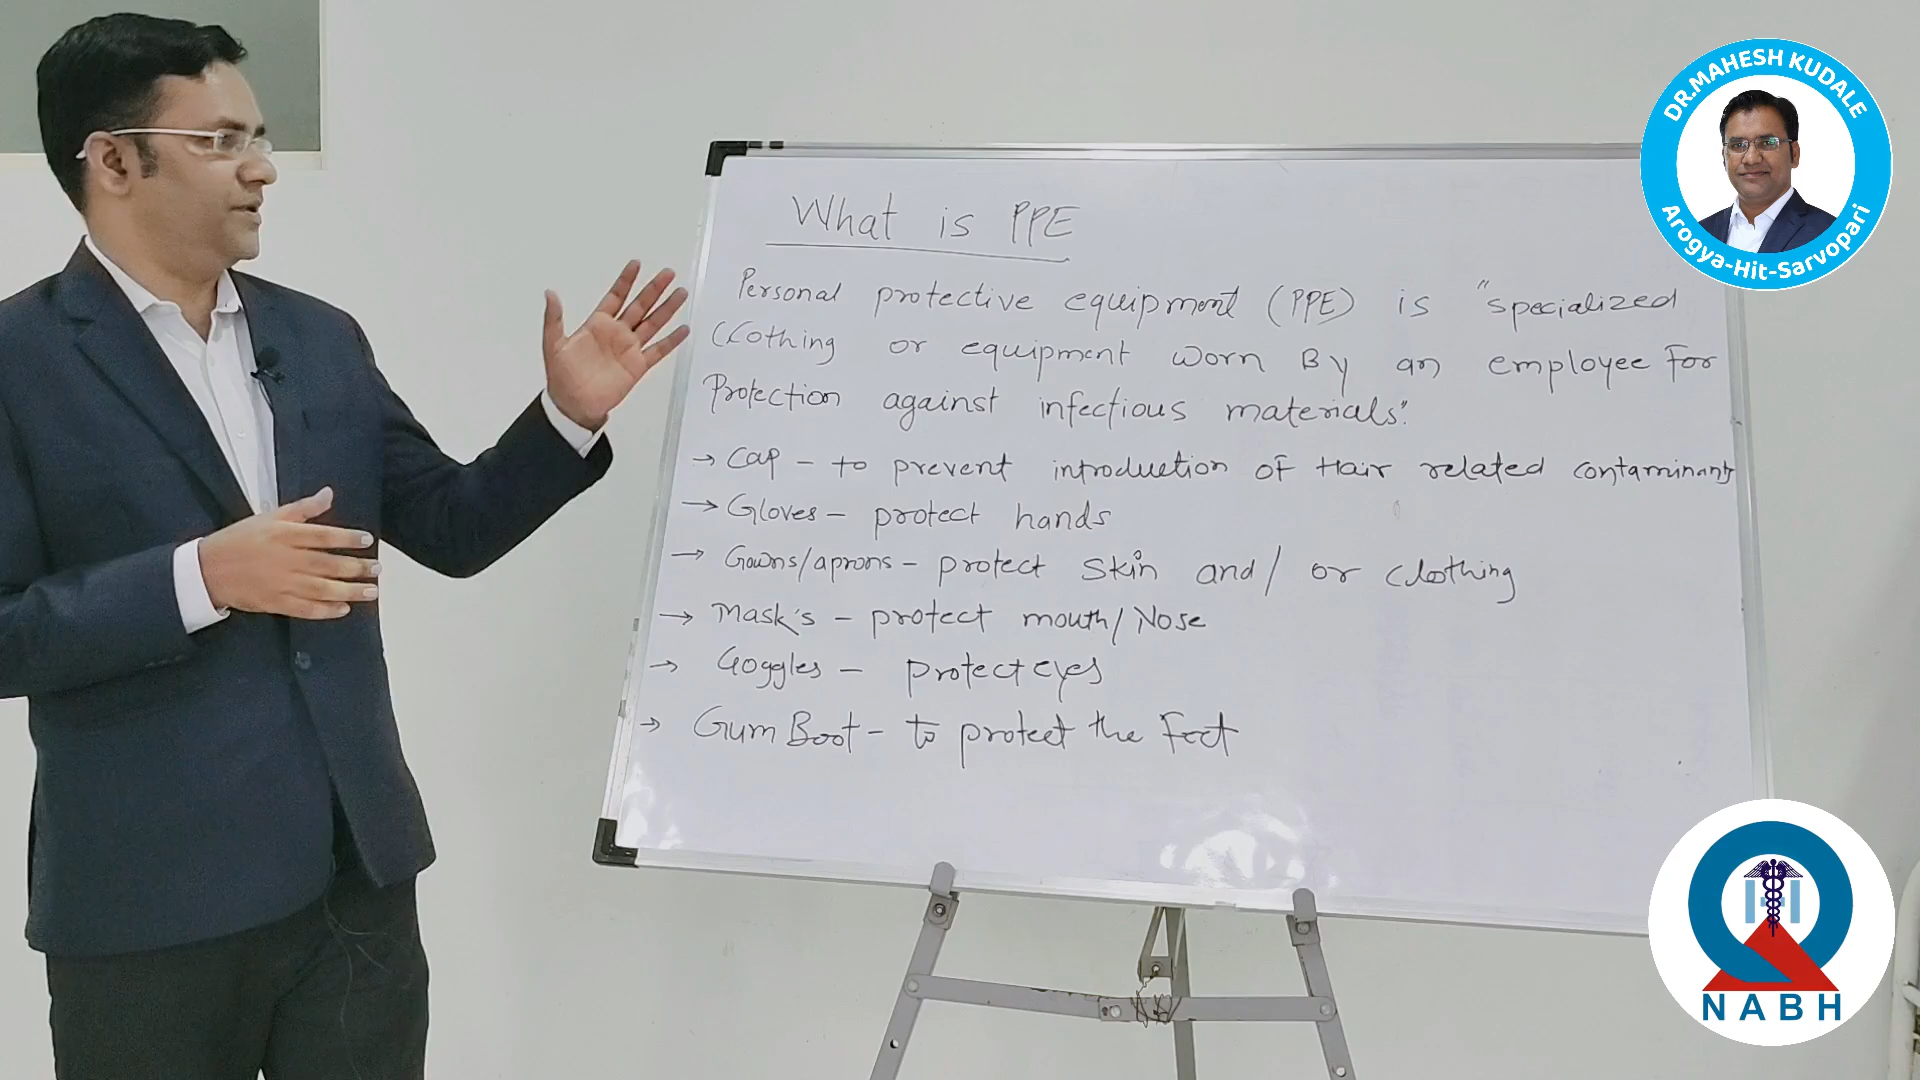 DR.MAHESH KUDALE
Arogya-Hit-Sarvopari
What is PPE
Personal protective equipment (PPE) is "specialized
Clothing or equipment worn By an employee For
Protection against infectious materials".
→ Cap - to prevent introduction of Hair related contaminants
→ Gloves - protect hands
→ Gowns/aprons - protect skin and/or clothing
→ Mask's - protect mouth/Nose
→ Goggles - protect eyes
→ Gum Boot - to protect the Feet
NABH